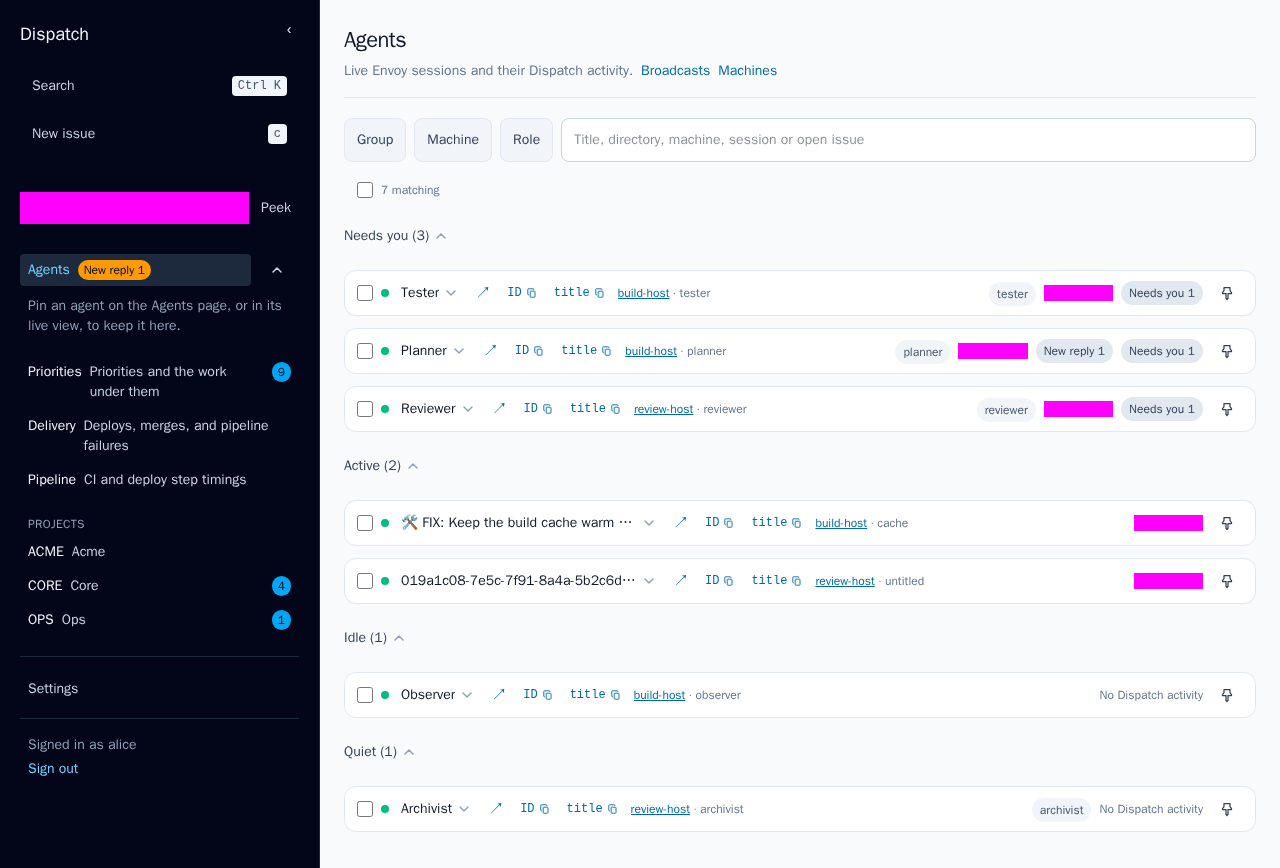 Dispatch
Search Ctrl K
New issue c
Peek
Agents New reply 1
Pin an agent on the Agents page, or in its
live view, to keep it here.
Priorities Priorities and the work 9
under them
Delivery Deploys, merges, and pipeline
failures
Pipeline CI and deploy step timings
PROJECTS
ACME Acme
CORE Core 4
OPS Ops 1
Settings
Signed in as alice
Sign out
Agents
Live Envoy sessions and their Dispatch activity. Broadcasts Machines
Group Machine Role Title, directory, machine, session or open issue
7 matching
Needs you (3)
Tester ID title build-host · tester tester Needs you 1
Planner ID title build-host · planner planner New reply 1 Needs you 1
Reviewer ID title review-host · reviewer reviewer Needs you 1
Active (2)
🛠️ FIX: Keep the build cache warm … ID title build-host · cache
019a1c08-7e5c-7f91-8a4a-5b2c6d… ID title review-host · untitled
Idle (1)
Observer ID title build-host · observer No Dispatch activity
Quiet (1)
Archivist ID title review-host · archivist archivist No Dispatch activity